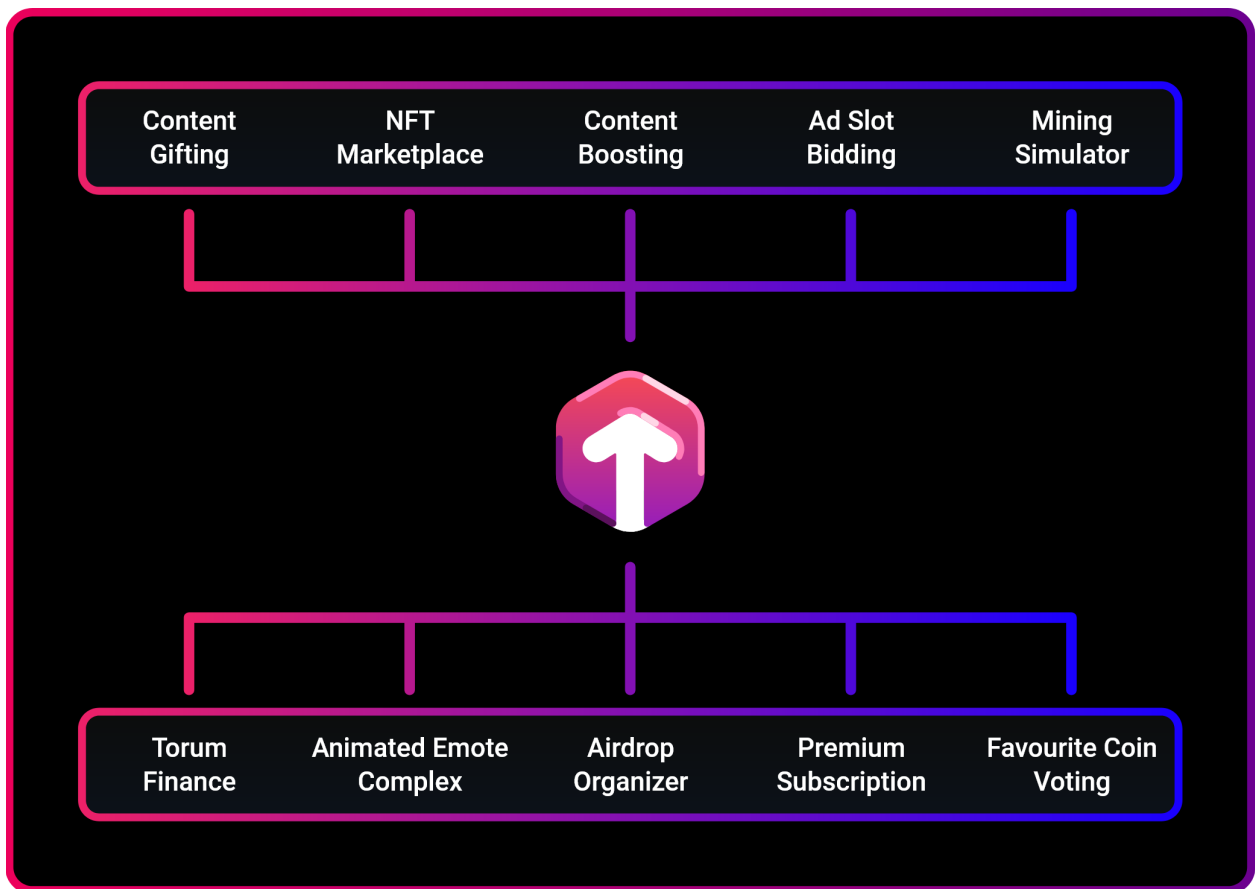 Content
Gifting
NFT
Marketplace
Content
Boosting
Ad Slot
Bidding
Mining
Simulator
Torum
Finance
Animated Emote
Complex
Airdrop
Organizer
Premium
Subscription
Favourite Coin
Voting